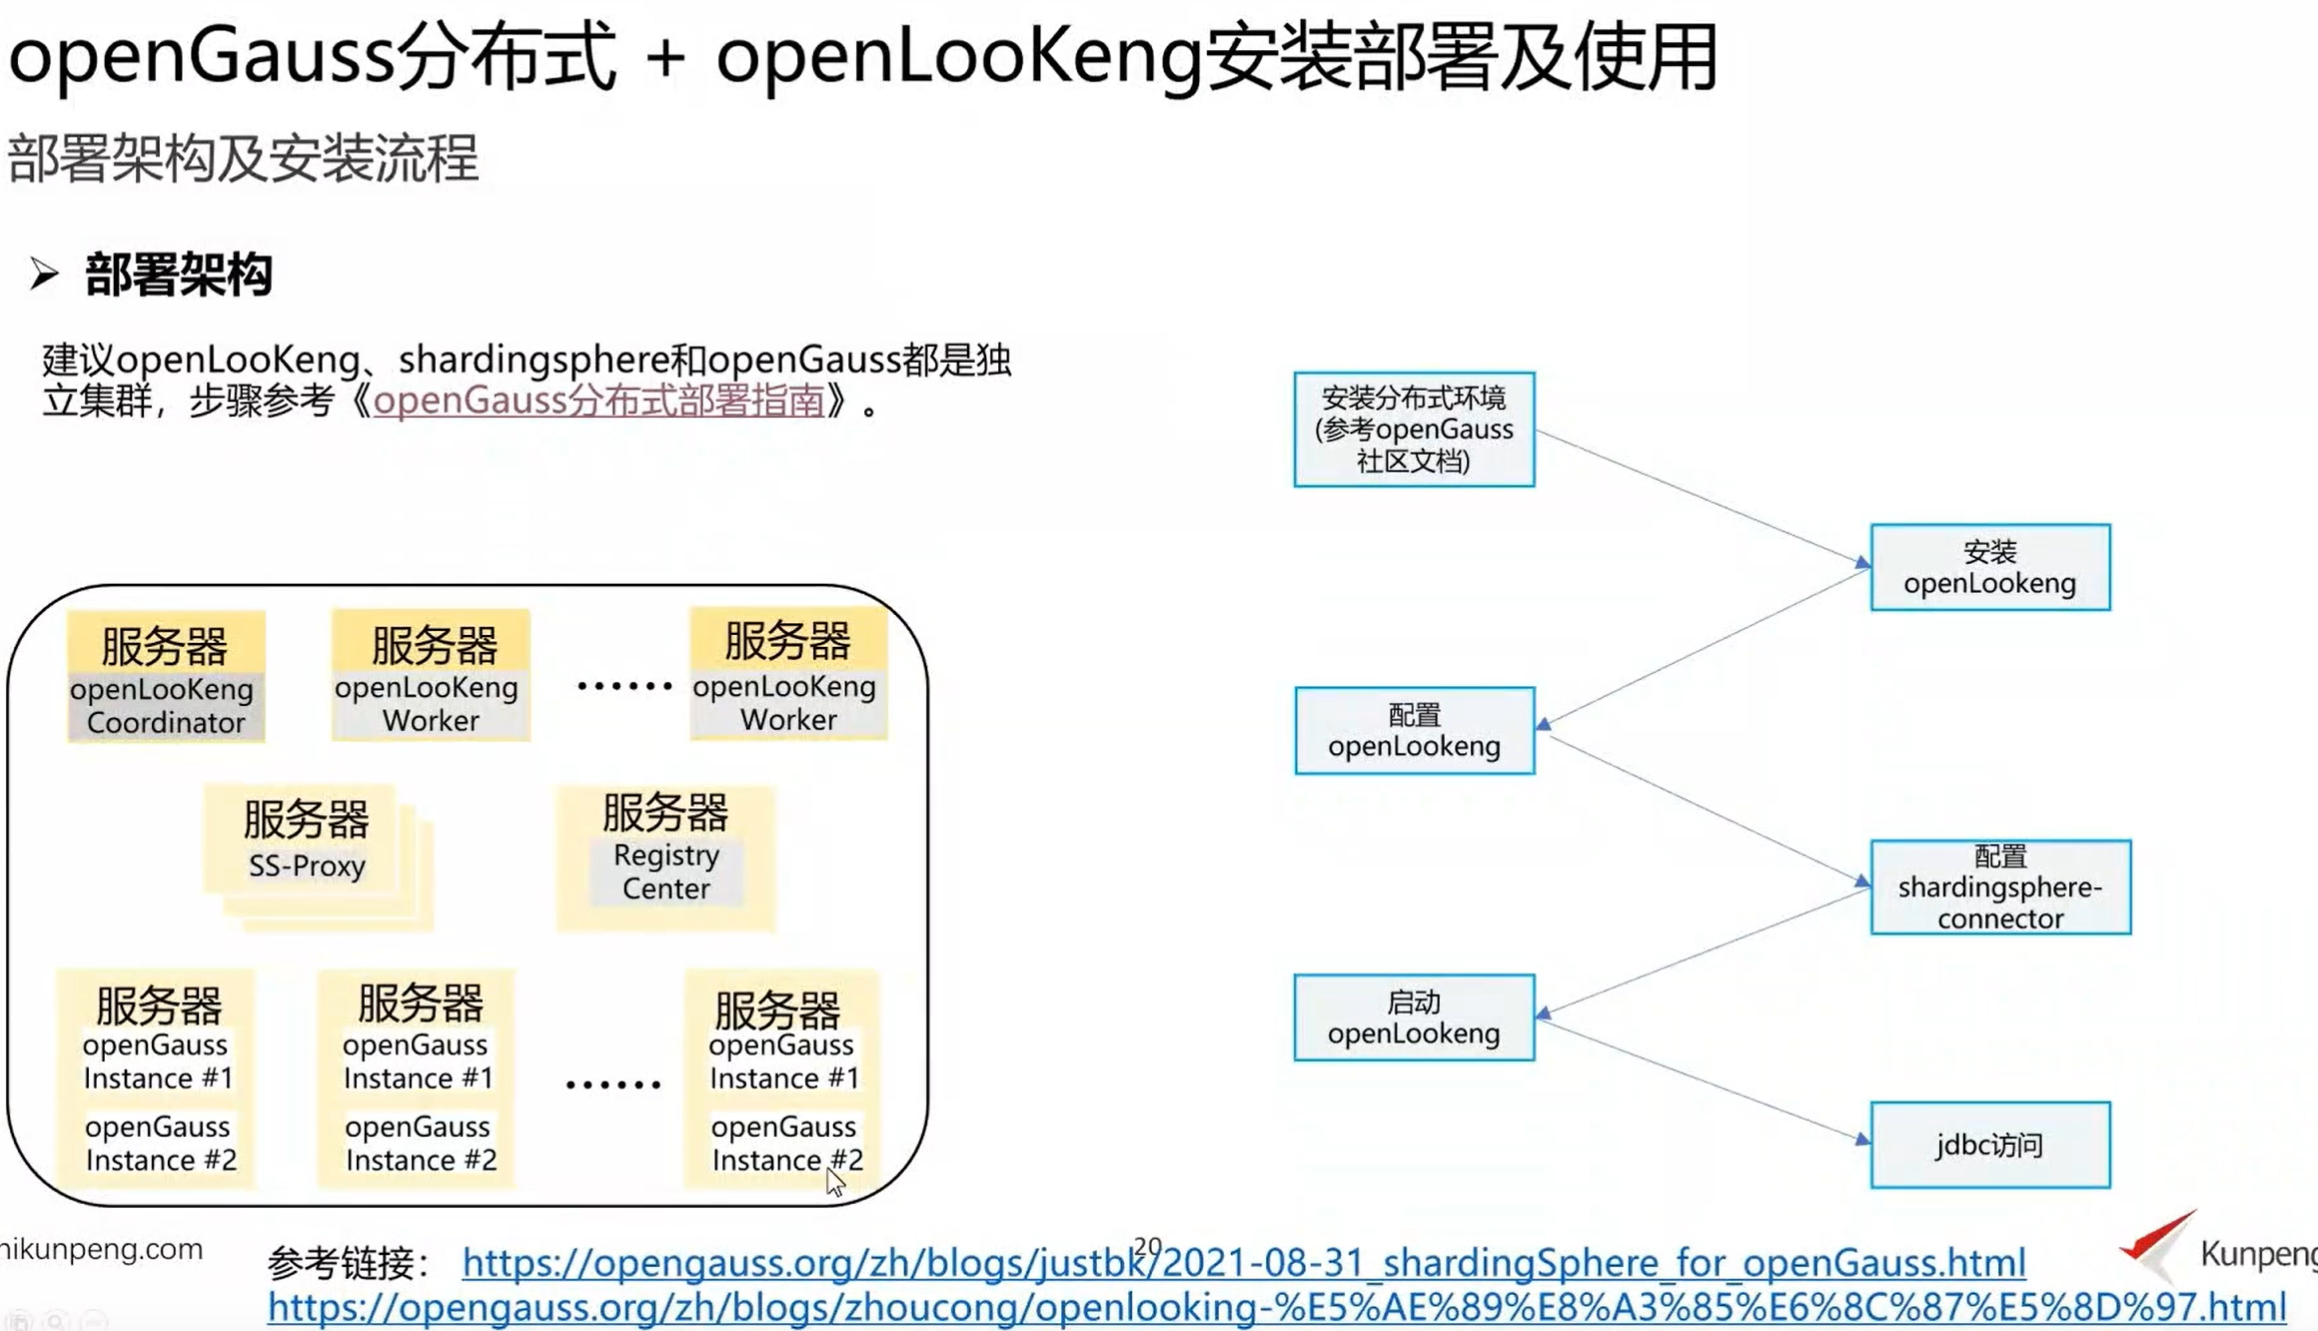 openGauss分布式 + openLooKeng安装部署及使用
部署架构及安装流程
➢ 部署架构
建议openLooKeng、shardingsphere和openGauss都是独
立集群，步骤参考《openGauss分布式部署指南》。
服务器
openLooKeng
Coordinator
服务器
openLooKeng
Worker
......
服务器
openLooKeng
Worker
服务器
SS-Proxy
服务器
Registry
Center
服务器
openGauss
Instance #1
openGauss
Instance #2
服务器
openGauss
Instance #1
openGauss
Instance #2
......
服务器
openGauss
Instance #1
openGauss
Instance #2
安装分布式环境
(参考openGauss
社区文档)
安装
openLookeng
配置
openLookeng
配置
shardingsphere-
connector
启动
openLookeng
jdbc访问
hikunpeng.com
20
Kunpeng
参考链接： https://opengauss.org/zh/blogs/justbk/2021-08-31_shardingSphere_for_openGauss.html
https://opengauss.org/zh/blogs/zhoucong/openlooking-%E5%AE%89%E8%A3%85%E6%8C%87%E5%8D%97.html